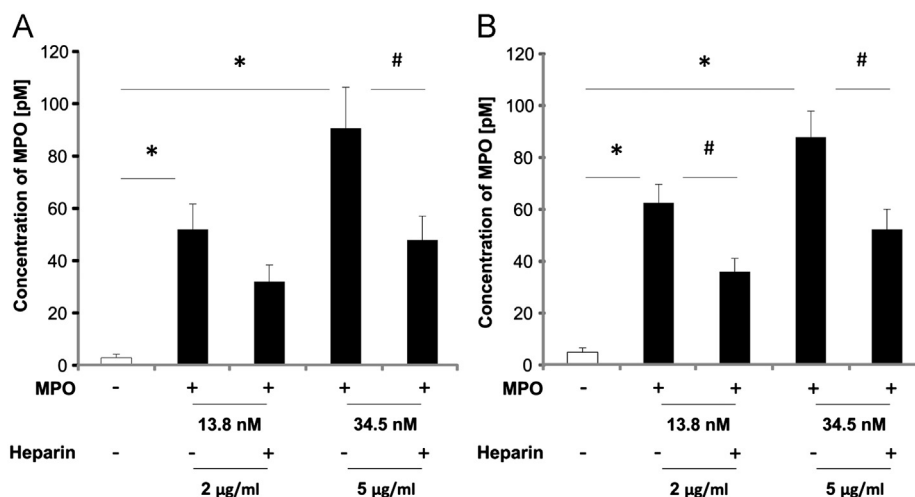 A
Concentration of MPO [pM]
120
100
80
60
40
20
0
*
*
#
MPO - + + + +
13.8 nM 34.5 nM
Heparin - - + - +
2 µg/ml 5 µg/ml
B
Concentration of MPO [pM]
120
100
80
60
40
20
0
*
#
*
#
MPO - + + + +
13.8 nM 34.5 nM
Heparin - - + - +
2 µg/ml 5 µg/ml